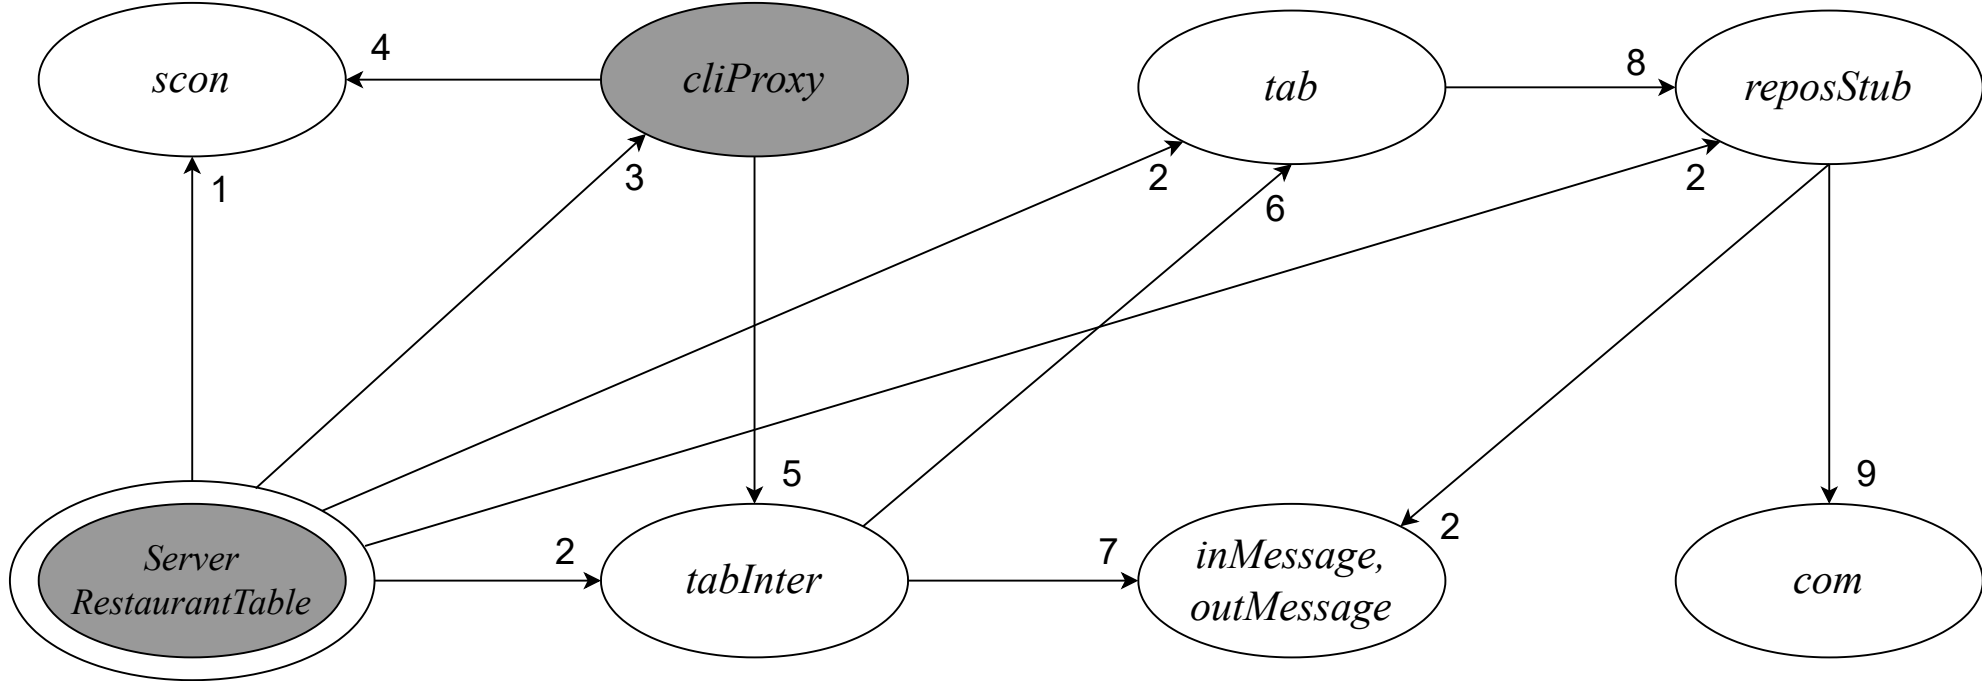 scon
4
cliProxy
tab
8
reposStub
1
3
2
6
2
5
9
Server
RestaurantTable
2
tabInter
7
inMessage,
outMessage
2
com